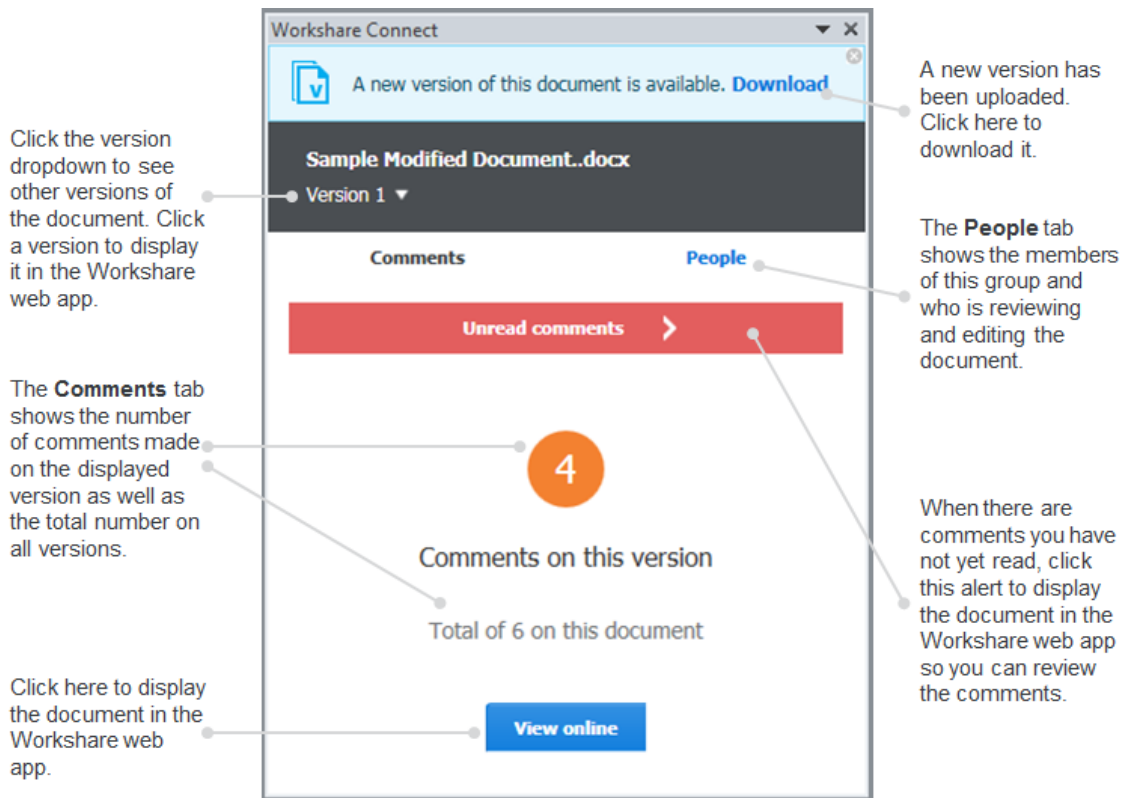 Workshare Connect
A new version of this document is available. Download
A new version has
been uploaded.
Click here to
download it.
Click the version
dropdown to see
other versions of
the document. Click
a version to display
it in the Workshare
web app.
Sample Modified Document..docx
Version 1
Comments
People
The People tab
shows the members
of this group and
who is reviewing
and editing the
document.
Unread comments
The Comments tab
shows the number
of comments made
on the displayed
version as well as
the total number on
all versions.
4
Comments on this version
Total of 6 on this document
When there are
comments you have
not yet read, click
this alert to display
the document in the
Workshare web app
so you can review
the comments.
Click here to display
the document in the
Workshare web
app.
View online